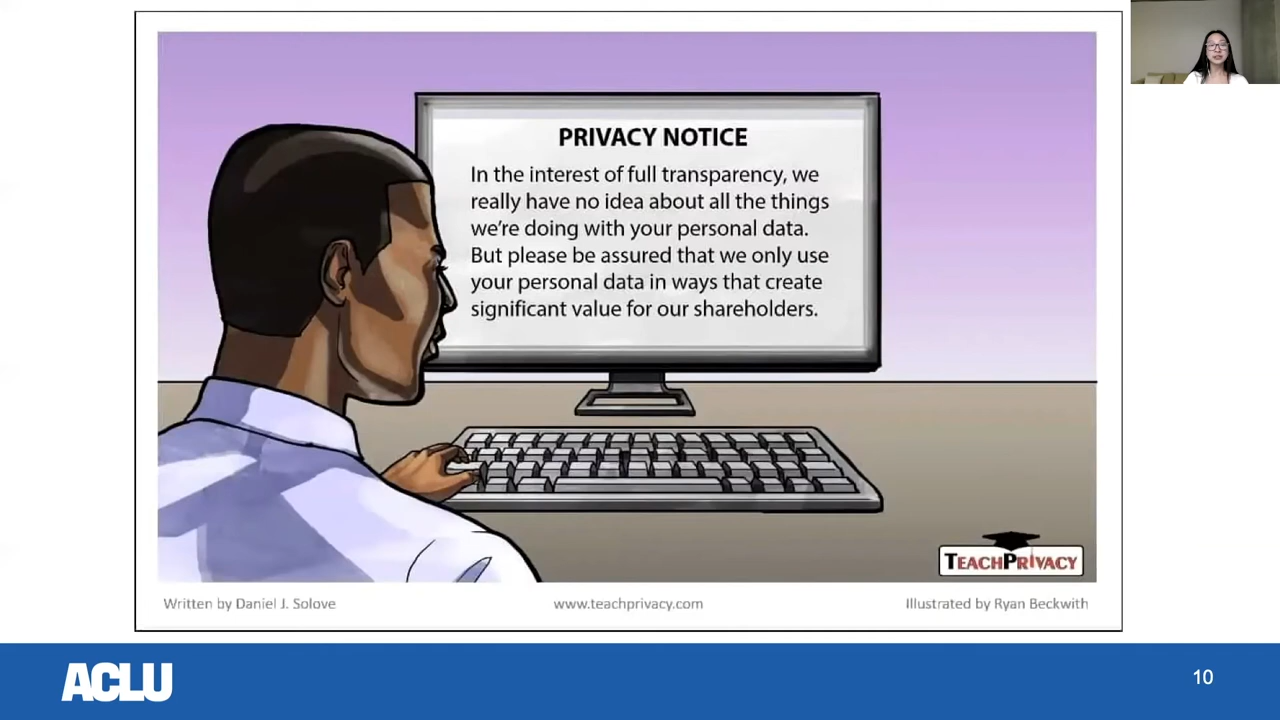 PRIVACY NOTICE
In the interest of full transparency, we
really have no idea about all the things
we're doing with your personal data.
But please be assured that we only use
your personal data in ways that create
significant value for our shareholders.
TEACHPRIVACY
Written by Daniel J. Solove
www.teachprivacy.com
Illustrated by Ryan Beckwith
ACLU
10